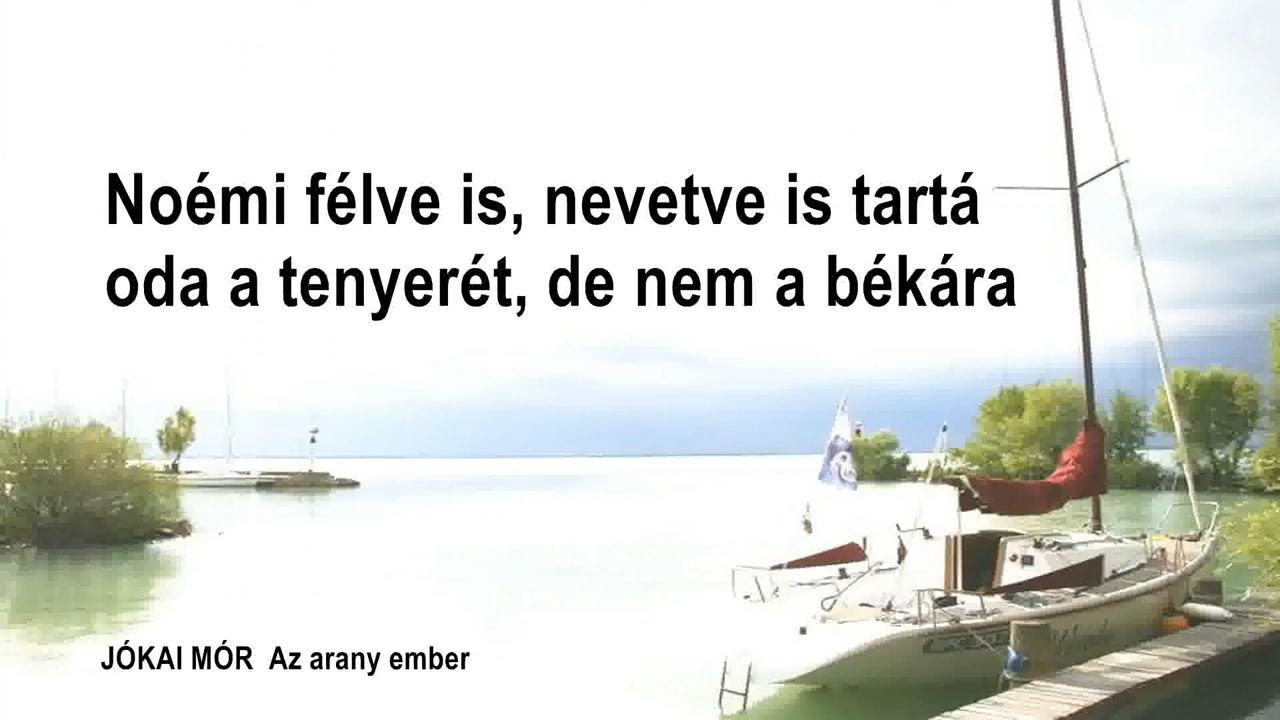 Noémi félve is, nevetve is tartá
oda a tenyerét, de nem a békára
JÓKAI MÓR Az arany ember